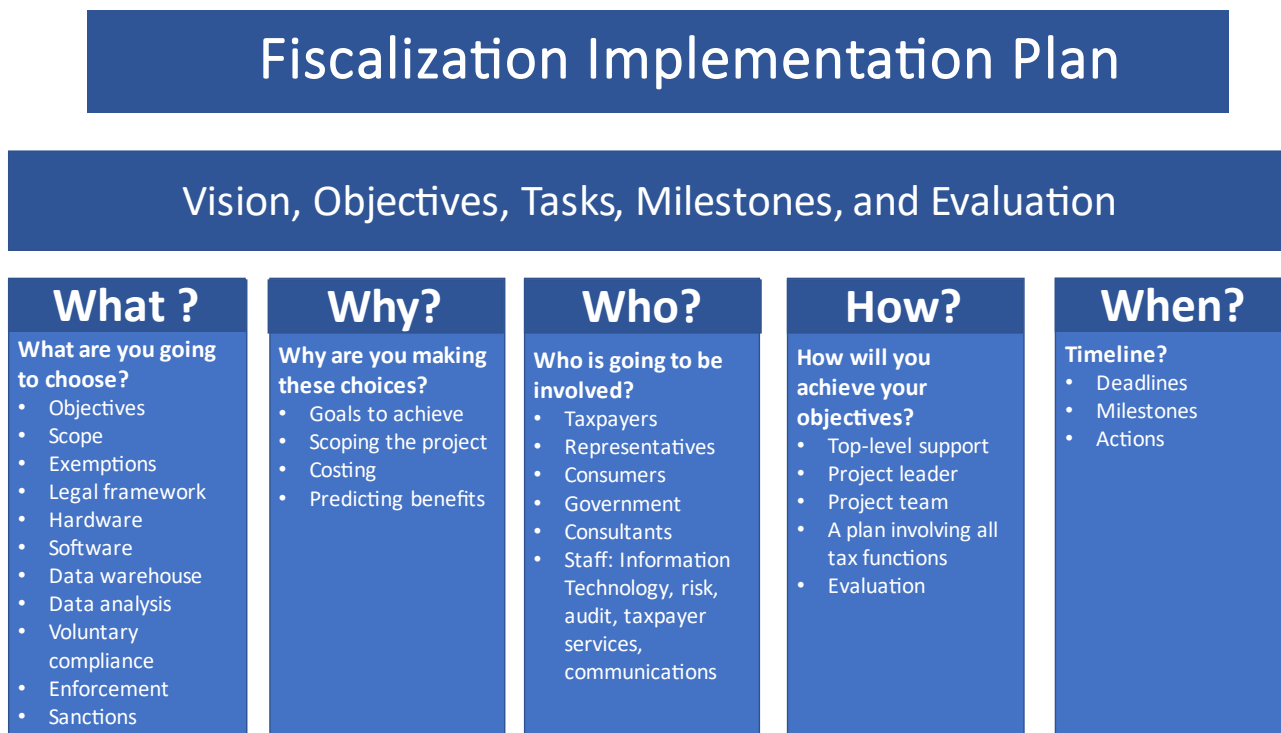 Fiscalization Implementation Plan
Vision, Objectives, Tasks, Milestones, and Evaluation
What ?
What are you going
to choose?
• Objectives
• Scope
• Exemptions
• Legal framework
• Hardware
• Software
• Data warehouse
• Data analysis
• Voluntary
compliance
• Enforcement
• Sanctions
Why?
Why are you making
these choices?
• Goals to achieve
• Scoping the project
• Costing
• Predicting benefits
Who?
Who is going to be
involved?
• Taxpayers
• Representatives
• Consumers
• Government
• Consultants
• Staff: Information
Technology, risk,
audit, taxpayer
services,
communications
How?
How will you
achieve your
objectives?
• Top-level support
• Project leader
• Project team
• A plan involving all
tax functions
• Evaluation
When?
Timeline?
• Deadlines
• Milestones
• Actions